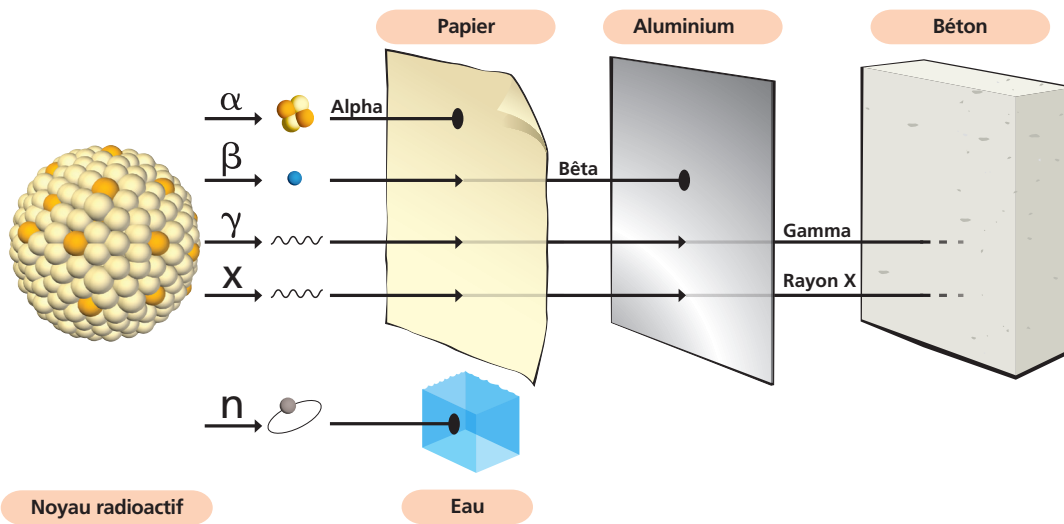 Papier
Aluminium
Béton
α
Alpha
β
Bêta
γ
Gamma
X
Rayon X
n
Noyau radioactif
Eau